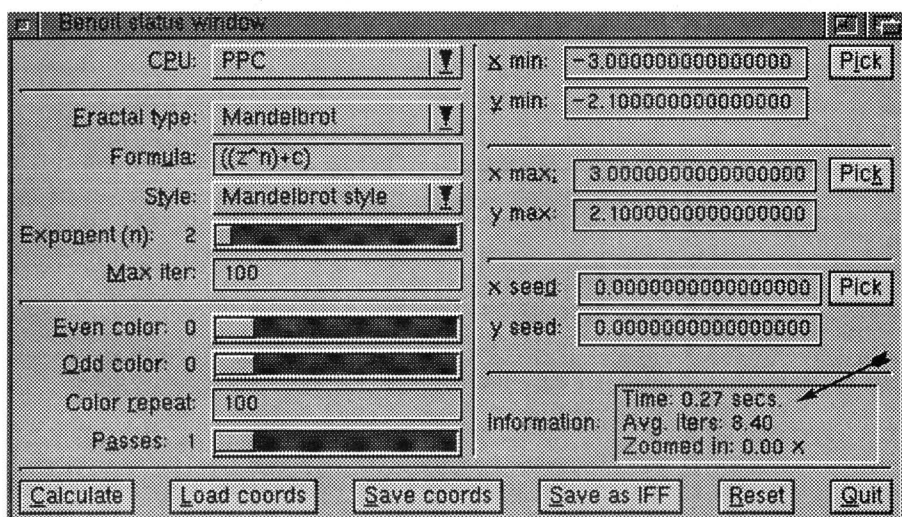 Benoit status window
CPU: PPC
Fractal type: Mandelbrot
Formula: ((z^n)+c)
Style: Mandelbrot style
Exponent (n): 2
Max iter: 100
Even color: 0
Odd color: 0
Color repeat: 100
Passes: 1
x min: -3.000000000000000 Pick
y min: -2.100000000000000
x max: 3.0000000000000000 Pick
y max: 2.1000000000000000
x seed: 0.0000000000000000 Pick
y seed: 0.0000000000000000
Information:
Time: 0.27 secs.
Avg. iters: 8.40
Zoomed in: 0.00 x
Calculate Load coords Save coords Save as IFF Reset Quit